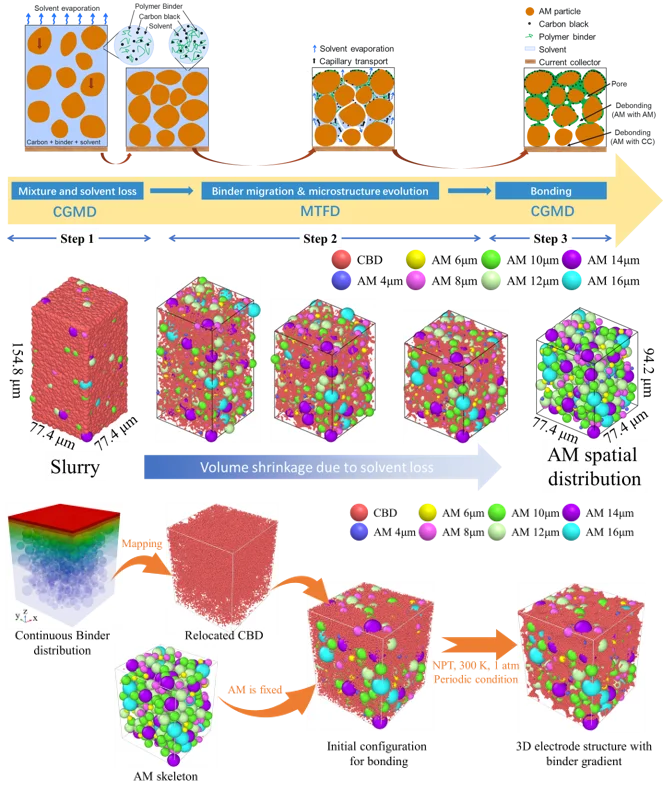 Solvent evaporation
Polymer Binder
Carbon black
Solvent
Carbon + binder + solvent
Solvent evaporation
Capillary transport
AM particle
Carbon black
Polymer binder
Solvent
Current collector
Pore
Debonding
(AM with AM)
Debonding
(AM with CC)
Mixture and solvent loss
Binder migration & microstructure evolution
Bonding
CGMD
MTFD
CGMD
Step 1
Step 2
Step 3
CBD
AM 6μm
AM 10μm
AM 14μm
AM 4μm
AM 8μm
AM 12μm
AM 16μm
154.8 μm
77.4 μm
77.4 μm
94.2 μm
77.4 μm
77.4 μm
Slurry
Volume shrinkage due to solvent loss
AM spatial
distribution
CBD
AM 6μm
AM 10μm
AM 14μm
AM 4μm
AM 8μm
AM 12μm
AM 16μm
Mapping
y z x
Continuous Binder
distribution
Relocated CBD
AM is fixed
AM skeleton
Initial configuration
for bonding
NPT, 300 K, 1 atm
Periodic condition
3D electrode structure with
binder gradient